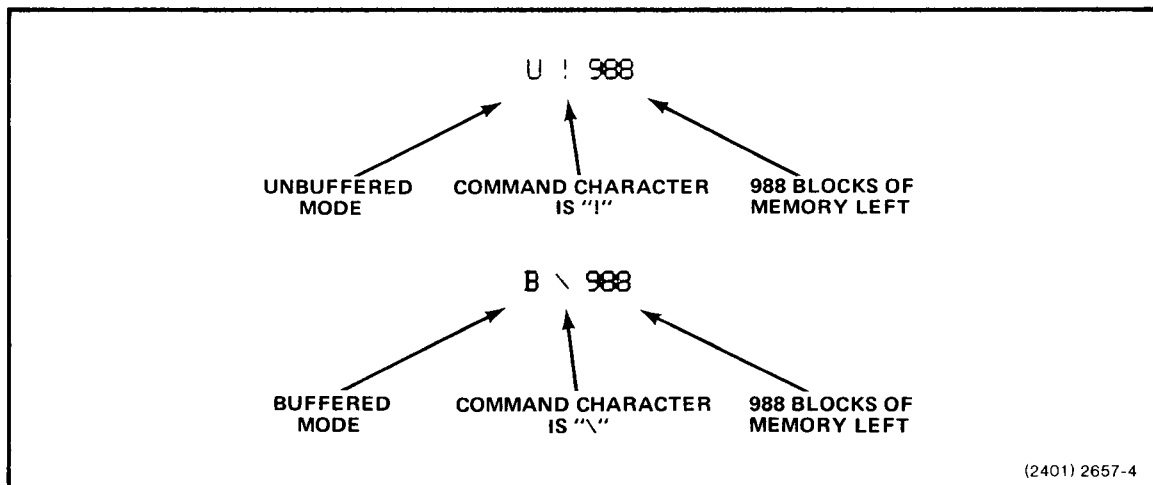 U ! 988
UNBUFFERED MODE
COMMAND CHARACTER IS "!"
988 BLOCKS OF MEMORY LEFT
B \ 988
BUFFERED MODE
COMMAND CHARACTER IS "\"
988 BLOCKS OF MEMORY LEFT
(2401) 2657-4